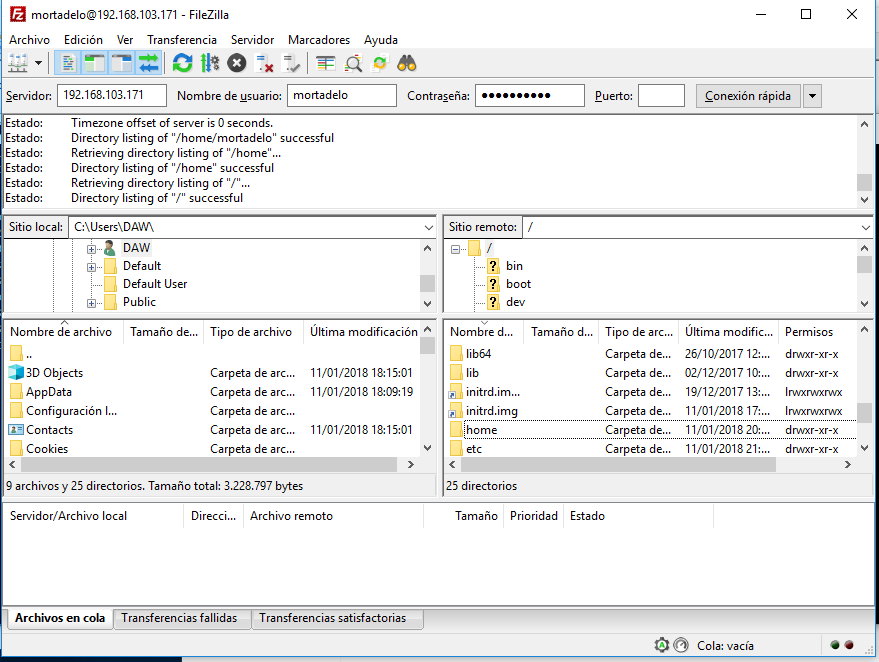 mortadelo@192.168.103.171 - FileZilla
Archivo Edición Ver Transferencia Servidor Marcadores Ayuda
Servidor: 192.168.103.171 Nombre de usuario: mortadelo Contraseña: ●●●●●●●●●● Puerto: Conexión rápida
Estado: Timezone offset of server is 0 seconds.
Estado: Directory listing of "/home/mortadelo" successful
Estado: Retrieving directory listing of "/home"...
Estado: Directory listing of "/home" successful
Estado: Retrieving directory listing of "/"...
Estado: Directory listing of "/" successful
Sitio local: C:\Users\DAW\
DAW
Default
Default User
Public
Nombre de archivo Tamaño de... Tipo de archivo Última modificación
..
3D Objects Carpeta de arc... 11/01/2018 18:15:01
AppData Carpeta de arc... 11/01/2018 18:09:19
Configuración l... Carpeta de arc...
Contacts Carpeta de arc... 11/01/2018 18:15:01
Cookies Carpeta de arc...
9 archivos y 25 directorios. Tamaño total: 3.228.797 bytes
Sitio remoto: /
/
? bin
? boot
? dev
Nombre d... Tamaño d... Tipo de arc... Última modific... Permisos
lib64 Carpeta de... 26/10/2017 12:... drwxr-xr-x
lib Carpeta de... 02/12/2017 10:... drwxr-xr-x
initrd.im... Carpeta de... 19/12/2017 13:... lrwxrwxrwx
initrd.img Carpeta de... 11/01/2018 17:... lrwxrwxrwx
home Carpeta de... 11/01/2018 20:... drwxr-xr-x
etc Carpeta de... 11/01/2018 21:... drwxr-xr-x
25 directorios
Servidor/Archivo local Direcci... Archivo remoto Tamaño Prioridad Estado
Archivos en cola Transferencias fallidas Transferencias satisfactorias
Cola: vacía